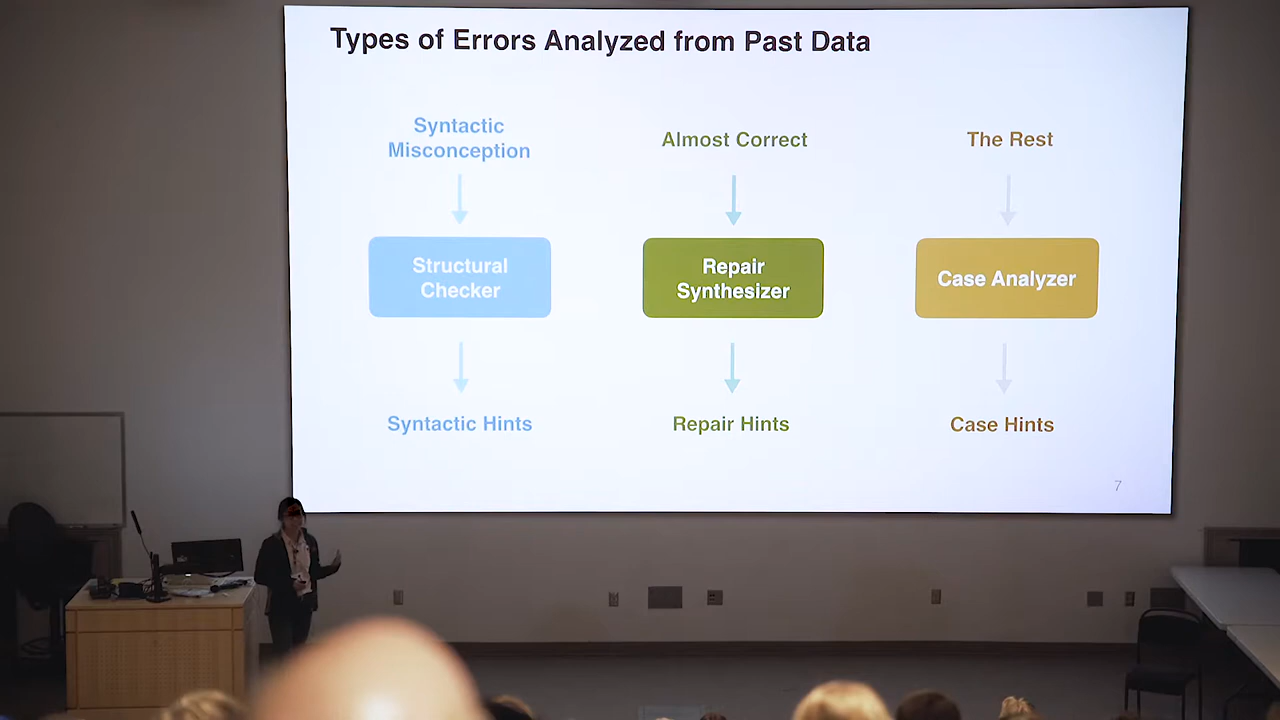 Types of Errors Analyzed from Past Data
Syntactic
Misconception
Almost Correct
The Rest
Structural
Checker
Repair
Synthesizer
Case Analyzer
Syntactic Hints
Repair Hints
Case Hints
7